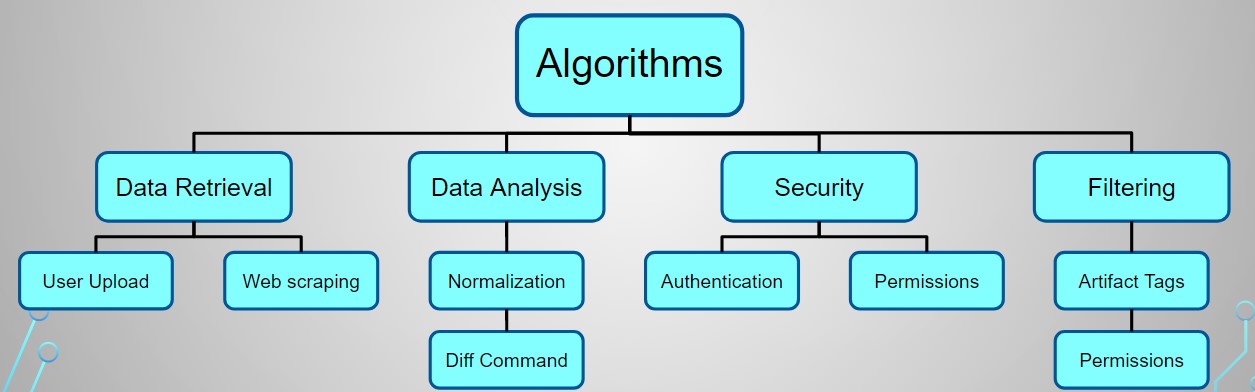 Algorithms
Data Retrieval
Data Analysis
Security
Filtering
User Upload
Web scraping
Normalization
Authentication
Permissions
Artifact Tags
Diff Command
Permissions